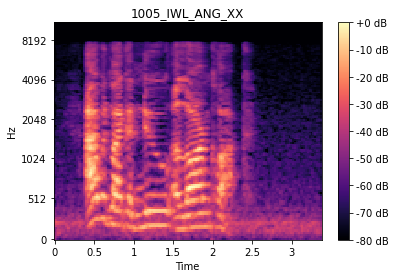 1005_IWL_ANG_XX
8192
4096
2048
1024
512
0
Hz
0 0.5 1 1.5 2 2.5 3
Time
+0 dB
-10 dB
-20 dB
-30 dB
-40 dB
-50 dB
-60 dB
-70 dB
-80 dB